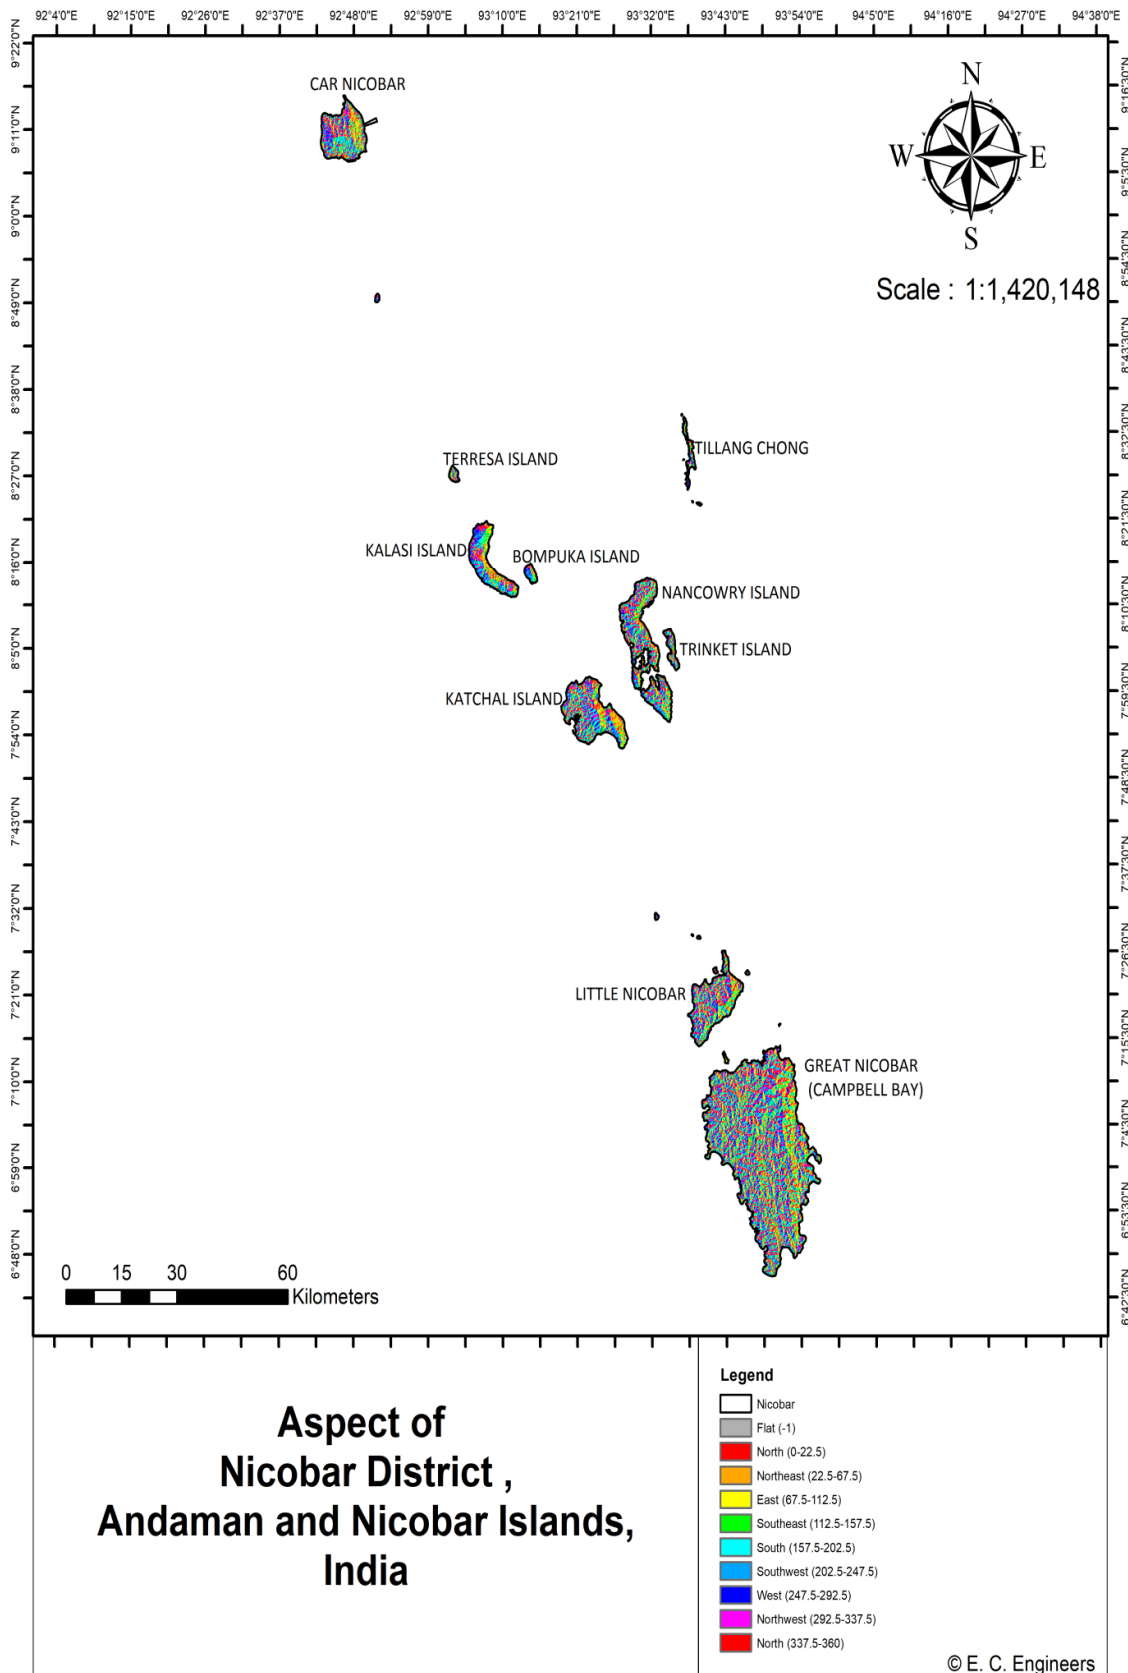 92°4'0"E 92°15'0"E 92°26'0"E 92°37'0"E 92°48'0"E 92°59'0"E 93°10'0"E 93°21'0"E 93°32'0"E 93°43'0"E 93°54'0"E 94°5'0"E 94°16'0"E 94°27'0"E 94°38'0"E
9°22'0"N
9°11'0"N
9°0'0"N
8°49'0"N
8°38'0"N
8°27'0"N
8°16'0"N
8°5'0"N
7°54'0"N
7°43'0"N
7°32'0"N
7°21'0"N
7°10'0"N
6°59'0"N
6°48'0"N
9°16'30"N
9°5'30"N
8°54'30"N
8°43'30"N
8°32'30"N
8°21'30"N
8°10'30"N
7°59'30"N
7°48'30"N
7°37'30"N
7°26'30"N
7°15'30"N
7°4'30"N
6°53'30"N
6°42'30"N
CAR NICOBAR
N
W E
S
Scale : 1:1,420,148
TERRESA ISLAND
TILLANG CHONG
KALASI ISLAND
BOMPUKA ISLAND
NANCOWRY ISLAND
TRINKET ISLAND
KATCHAL ISLAND
LITTLE NICOBAR
GREAT NICOBAR
(CAMPBELL BAY)
0 15 30 60
Kilometers
Aspect of
Nicobar District ,
Andaman and Nicobar Islands,
India
Legend
Nicobar
Flat (-1)
North (0-22.5)
Northeast (22.5-67.5)
East (67.5-112.5)
Southeast (112.5-157.5)
South (157.5-202.5)
Southwest (202.5-247.5)
West (247.5-292.5)
Northwest (292.5-337.5)
North (337.5-360)
© E. C. Engineers